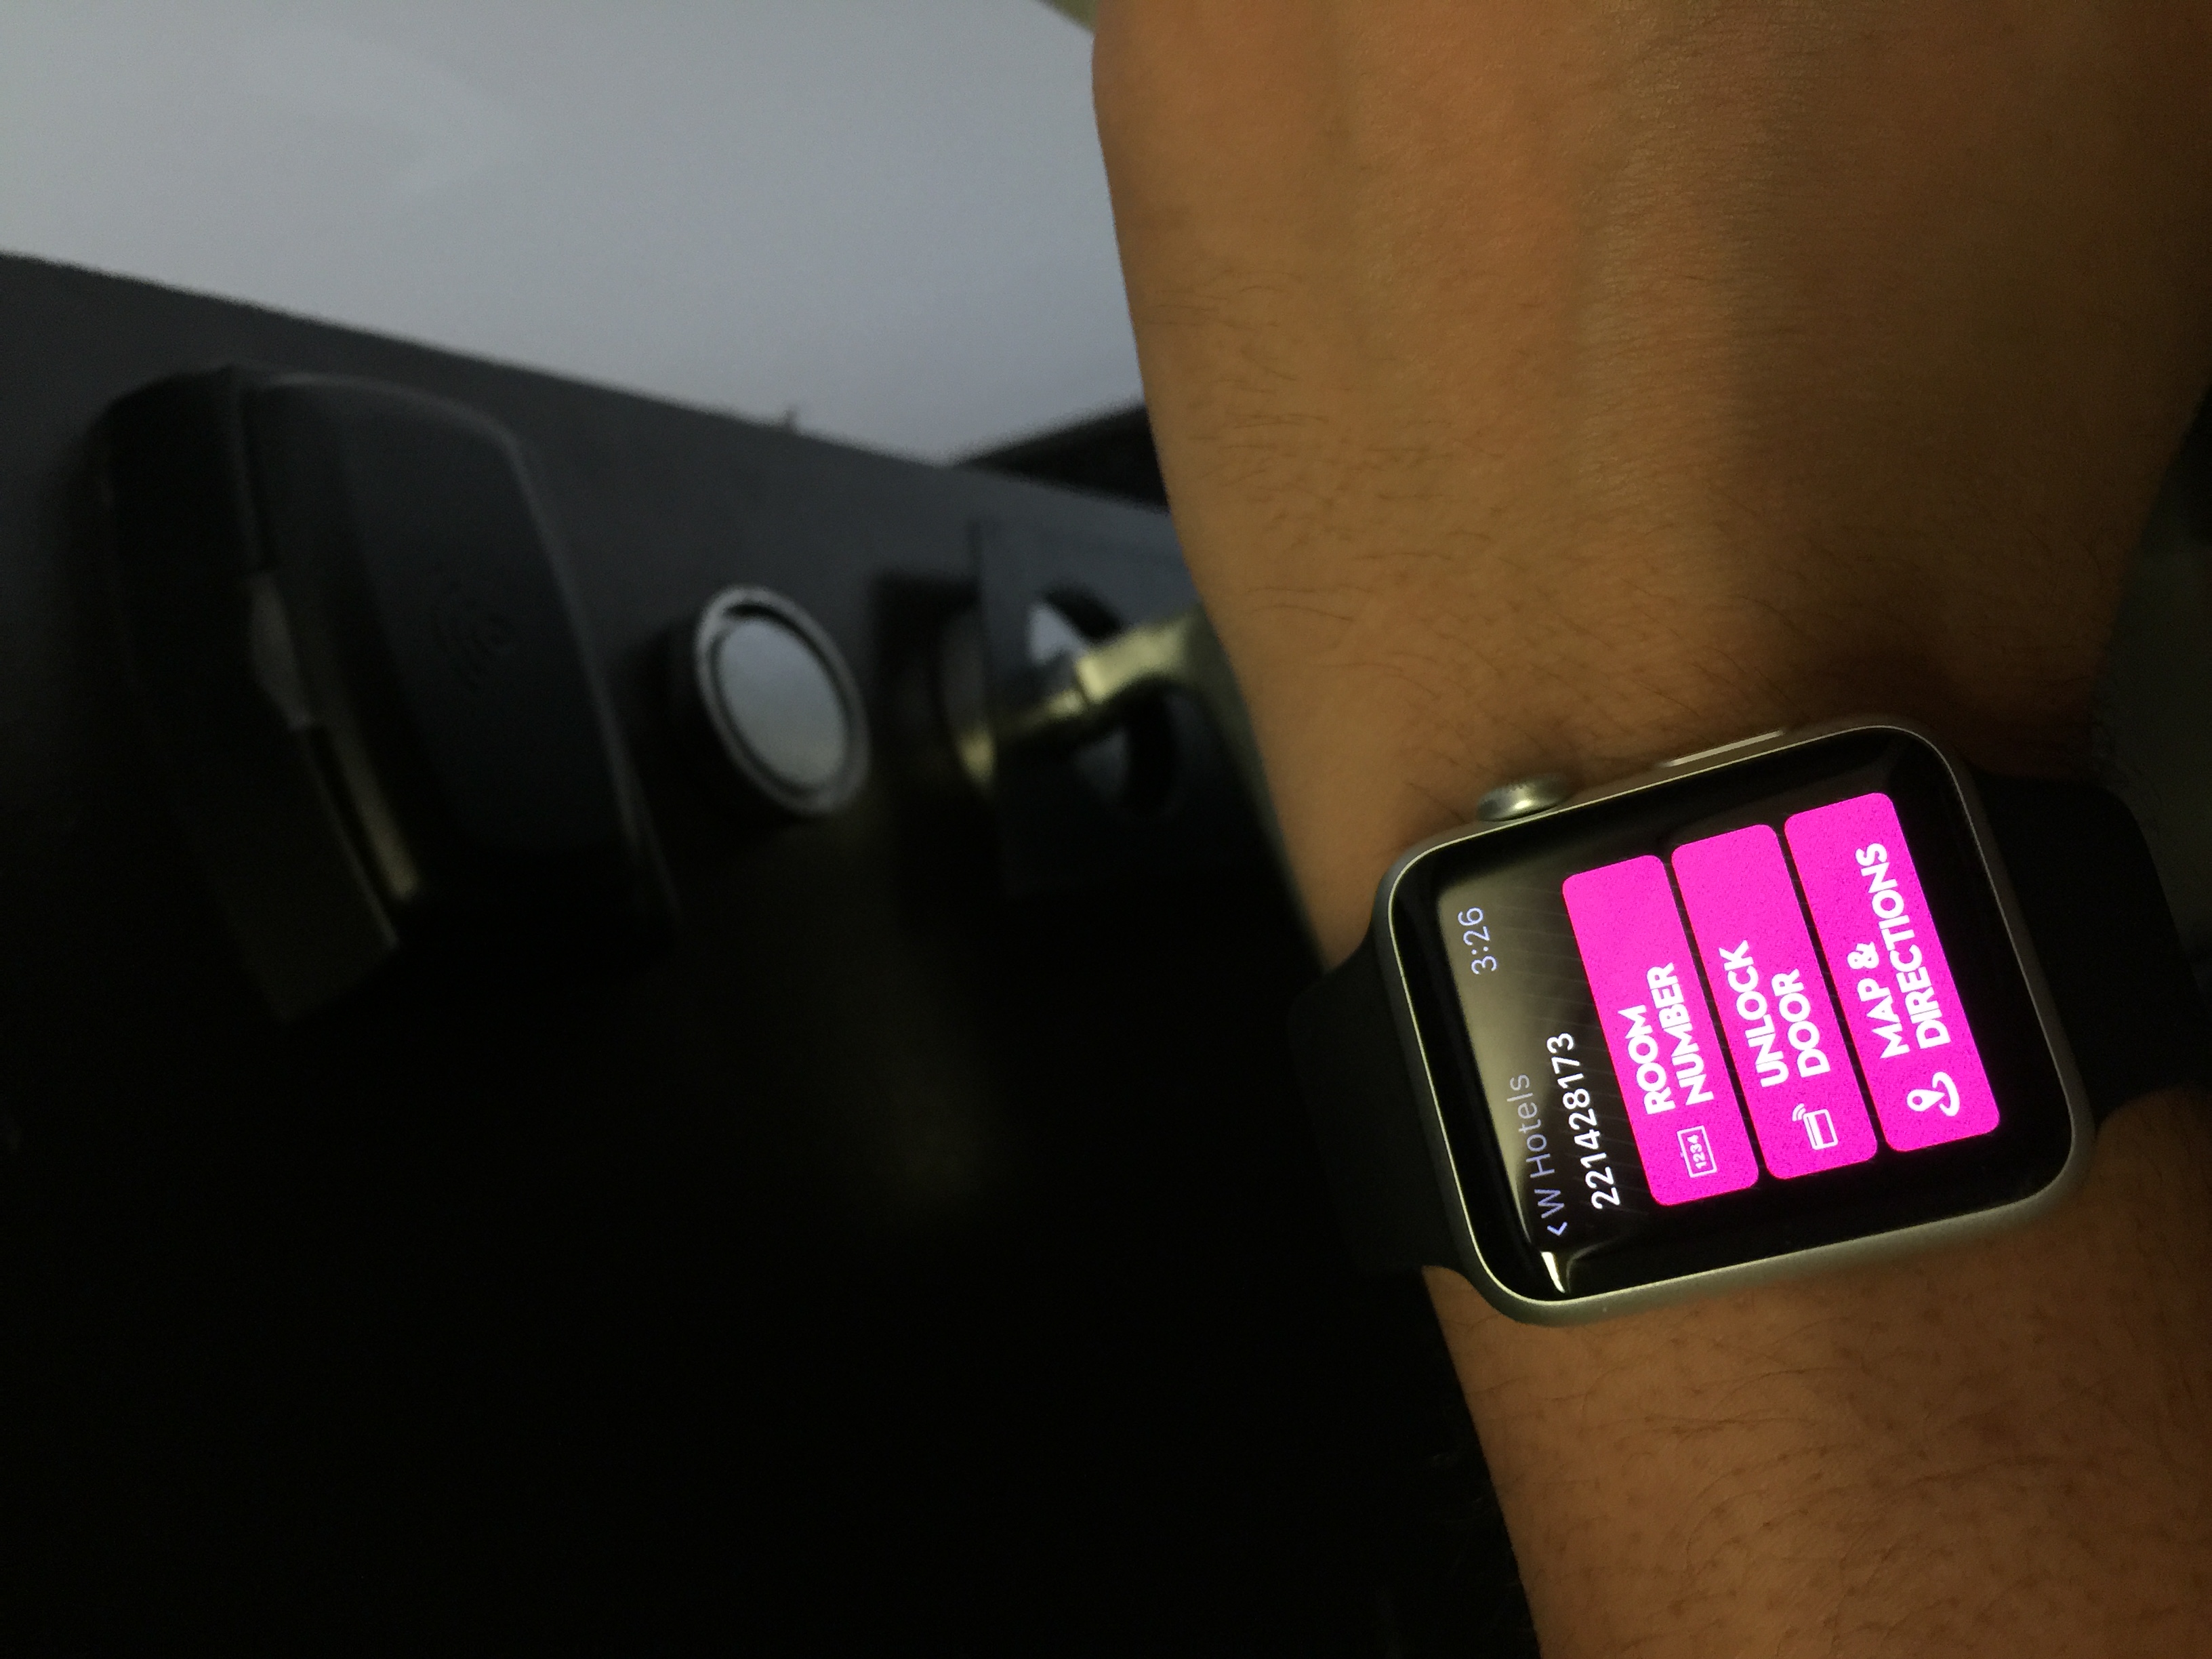 3:26
<W Hotels
221428173
1234
ROOM
NUMBER
UNLOCK
DOOR
MAP &
DIRECTIONS